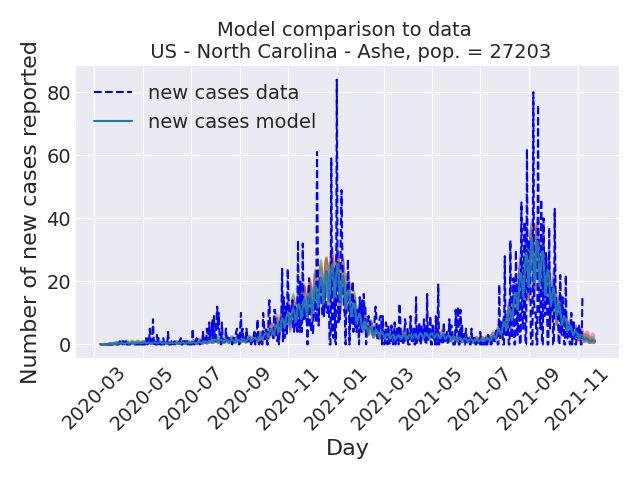 Model comparison to data
US - North Carolina - Ashe, pop. = 27203
Number of new cases reported
80
60
40
20
0
new cases data
new cases model
2020-03
2020-05
2020-07
2020-09
2020-11
2021-01
2021-03
2021-05
2021-07
2021-09
2021-11
Day